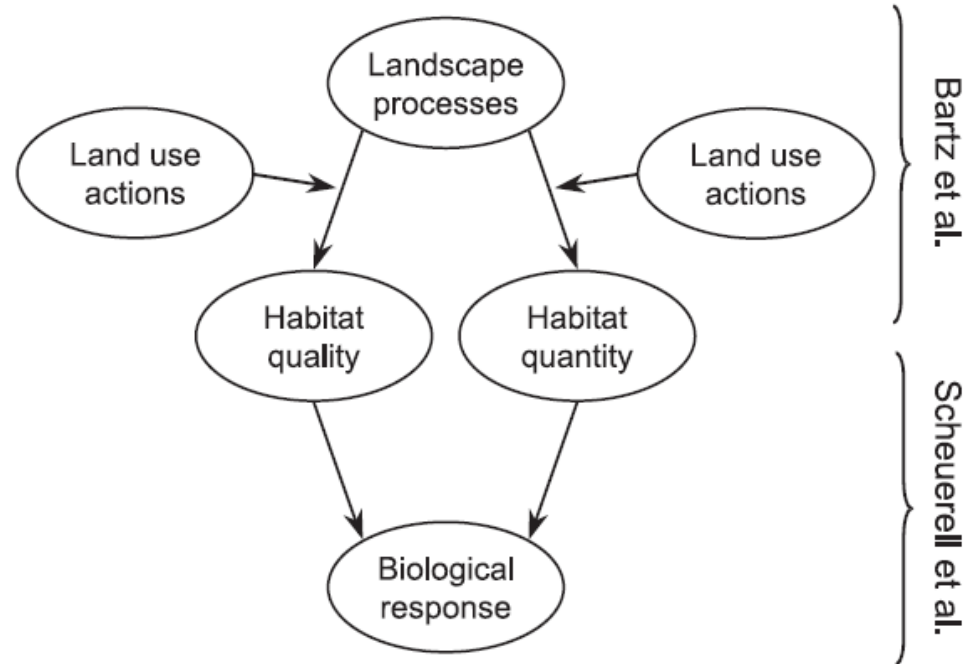 Landscape
processes
Land use
actions
Land use
actions
Habitat
quality
Habitat
quantity
Biological
response
Bartz et al.
Scheuerell et al.